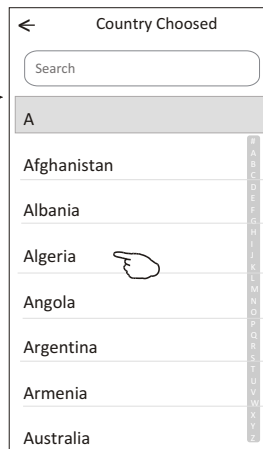 Country Choosed
Search
A
Afghanistan
Albania
Algeria
Angola
Argentina
Armenia
Australia
#
A
B
C
D
E
F
G
H
I
J
K
L
M
N
O
P
Q
R
S
T
U
V
W
X
Y
Z